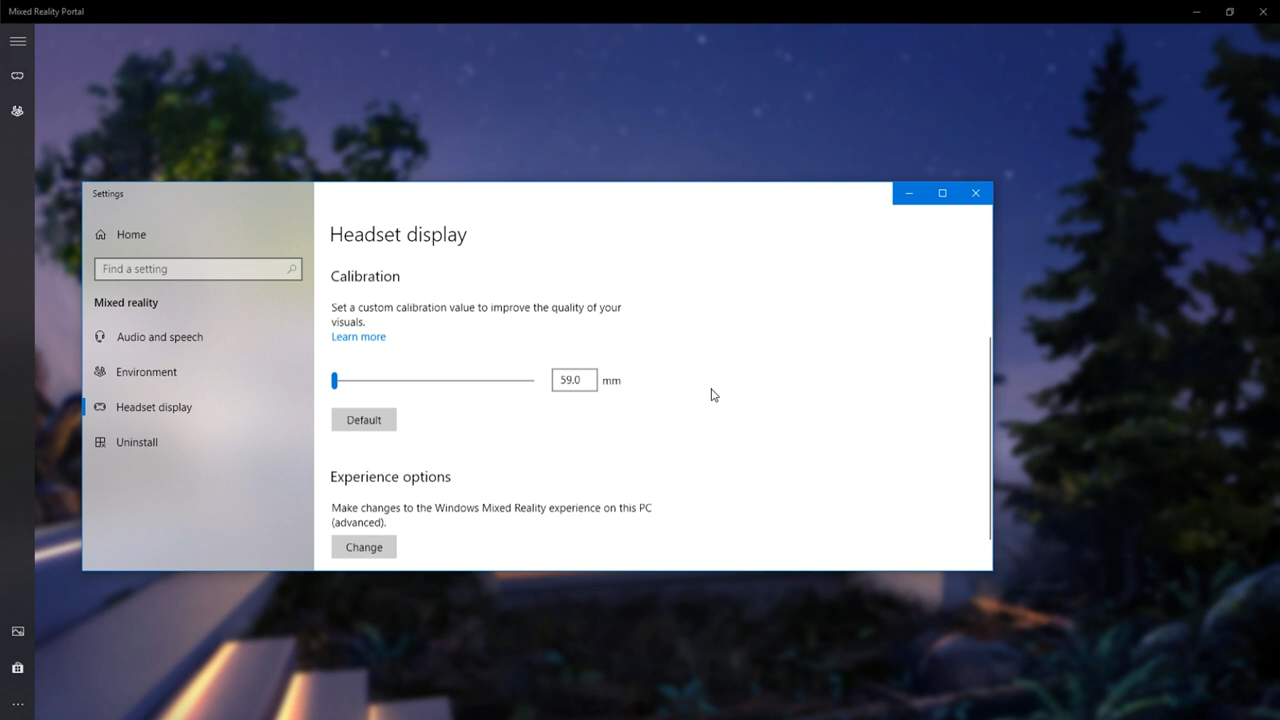 Mixed Reality Portal
Settings
Home
Find a setting
Mixed reality
Audio and speech
Environment
Headset display
Uninstall
Headset display
Calibration
Set a custom calibration value to improve the quality of your
visuals.
Learn more
59.0 mm
Default
Experience options
Make changes to the Windows Mixed Reality experience on this PC
(advanced).
Change